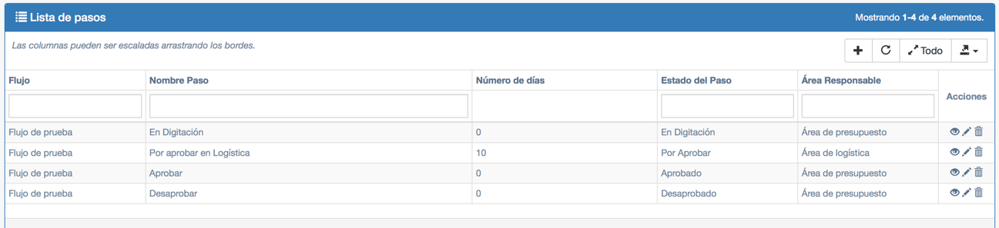 Lista de pasos
Mostrando 1-4 de 4 elementos.
Las columnas pueden ser escaladas arrastrando los bordes.
Todo
Flujo Nombre Paso Número de días Estado del Paso Área Responsable Acciones
Flujo de prueba En Digitación 0 En Digitación Área de presupuesto
Flujo de prueba Por aprobar en Logística 10 Por Aprobar Área de logística
Flujo de prueba Aprobar 0 Aprobado Área de presupuesto
Flujo de prueba Desaprobar 0 Desaprobado Área de presupuesto